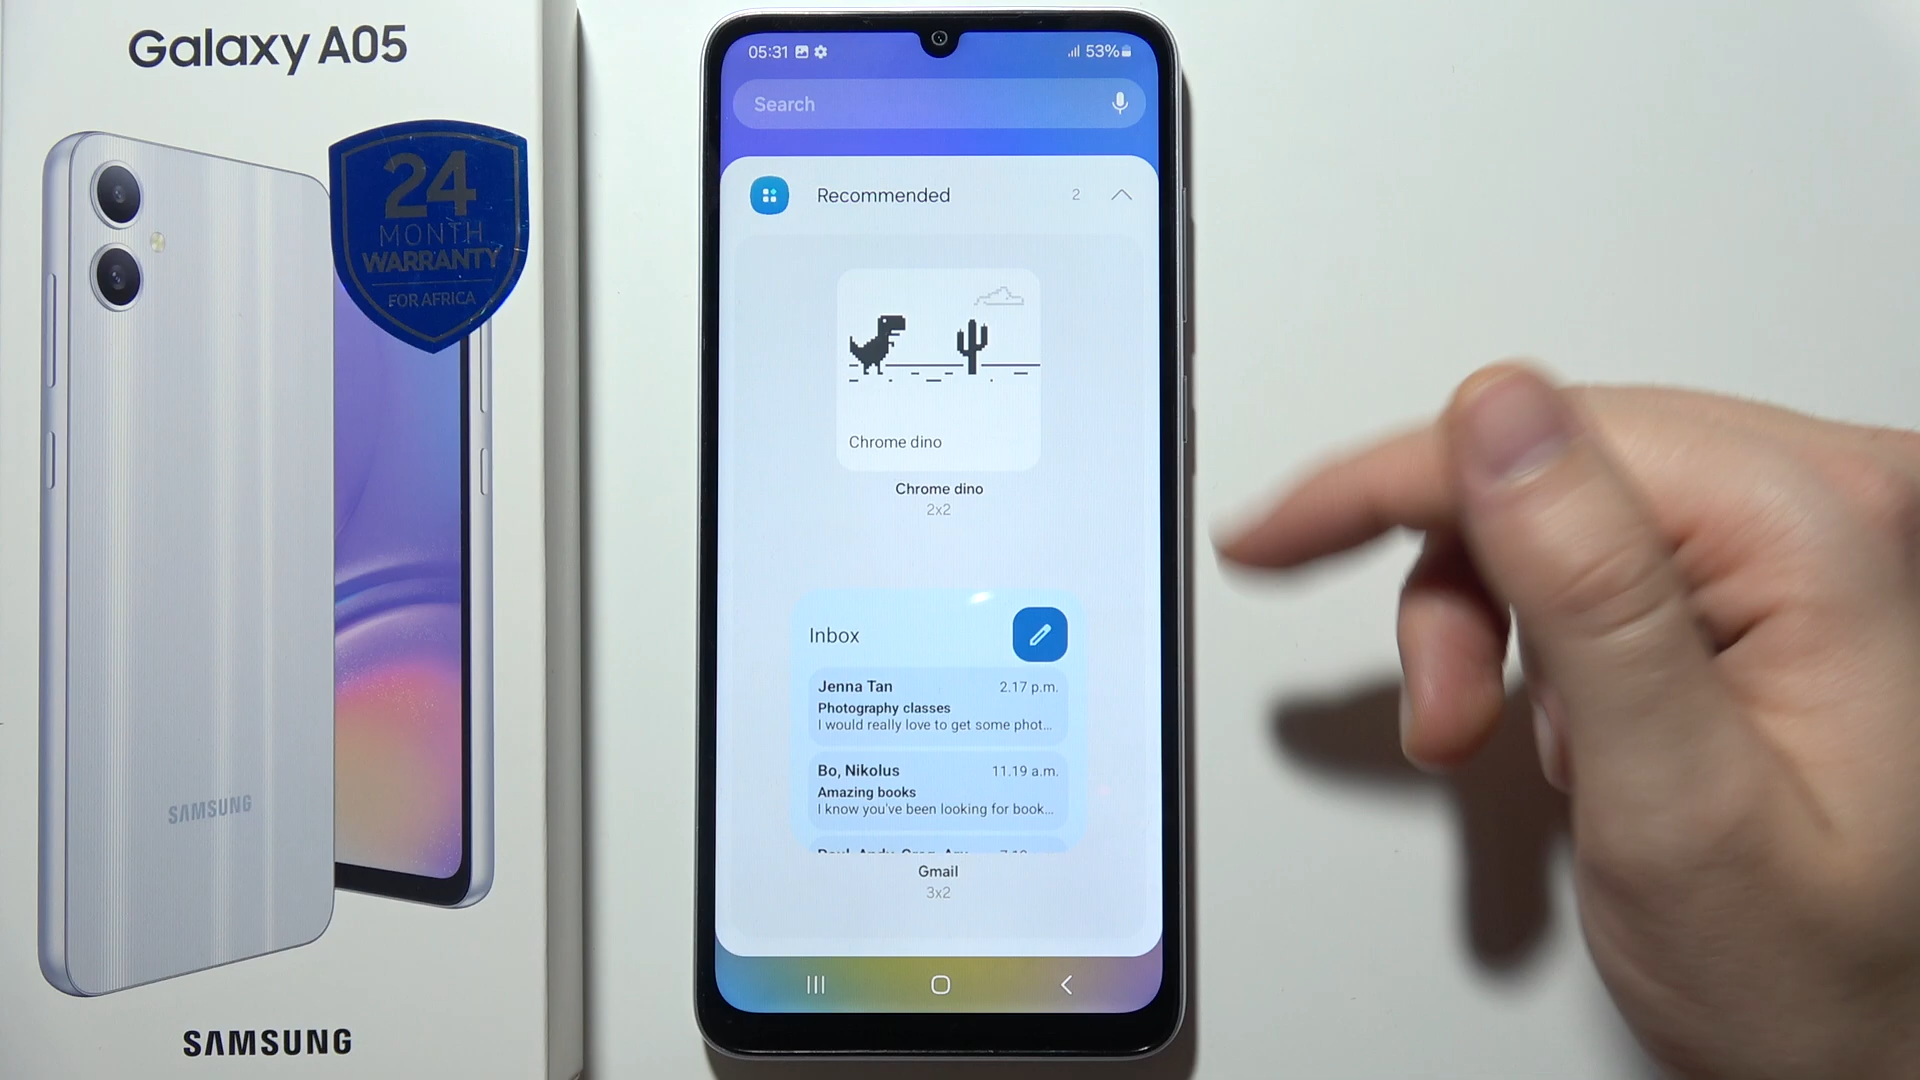 Galaxy A05
24
MONTH
WARRANTY
FOR AFRICA
SAMSUNG
SAMSUNG
05:31
53%
Search
Recommended
2
Chrome dino
Chrome dino
2x2
Inbox
Jenna Tan 2.17 p.m.
Photography classes
I would really love to get some phot...
Bo, Nikolus 11.19 a.m.
Amazing books
I know you've been looking for book...
Gmail
3x2